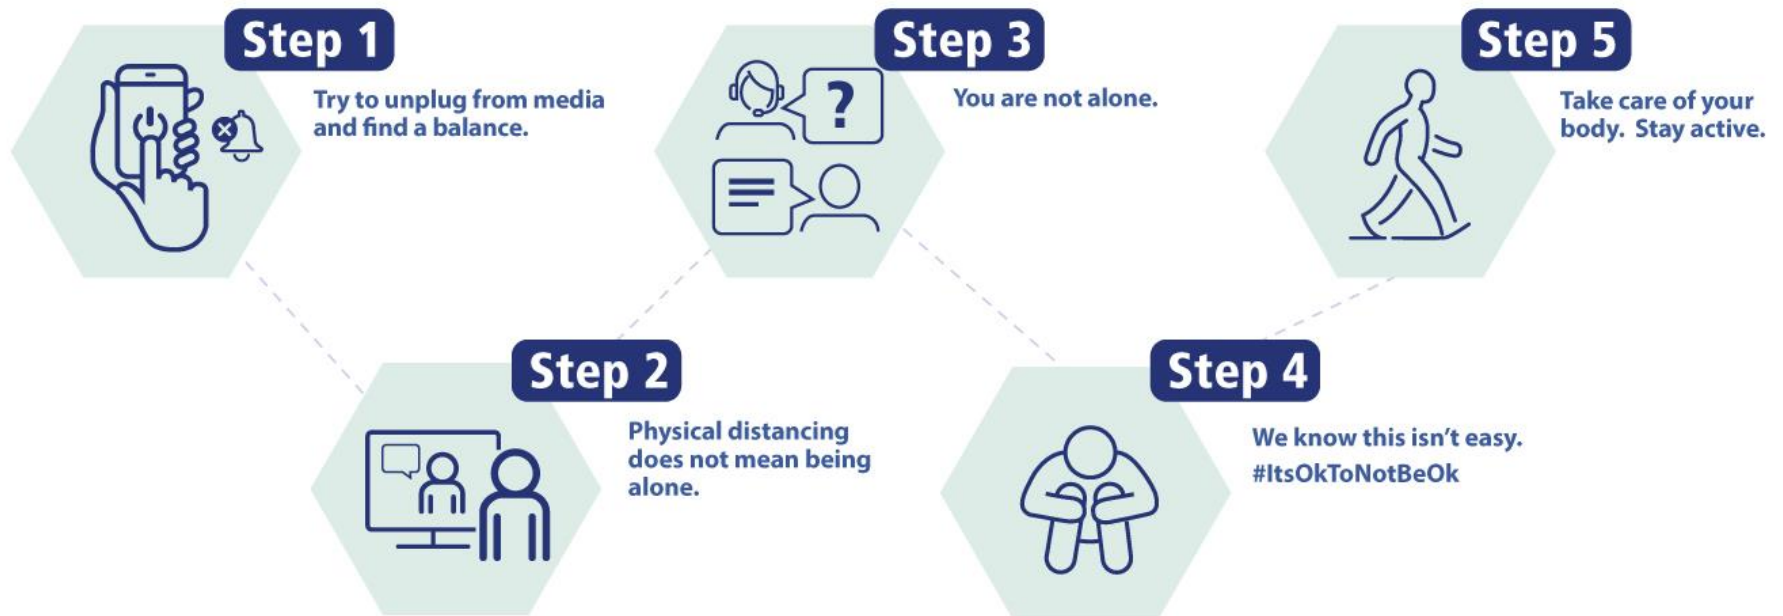 Step 1
Try to unplug from media
and find a balance.
Step 2
Physical distancing
does not mean being
alone.
Step 3
?
You are not alone.
Step 4
We know this isn’t easy.
#ItsOkToNotBeOk
Step 5
Take care of your
body.  Stay active.